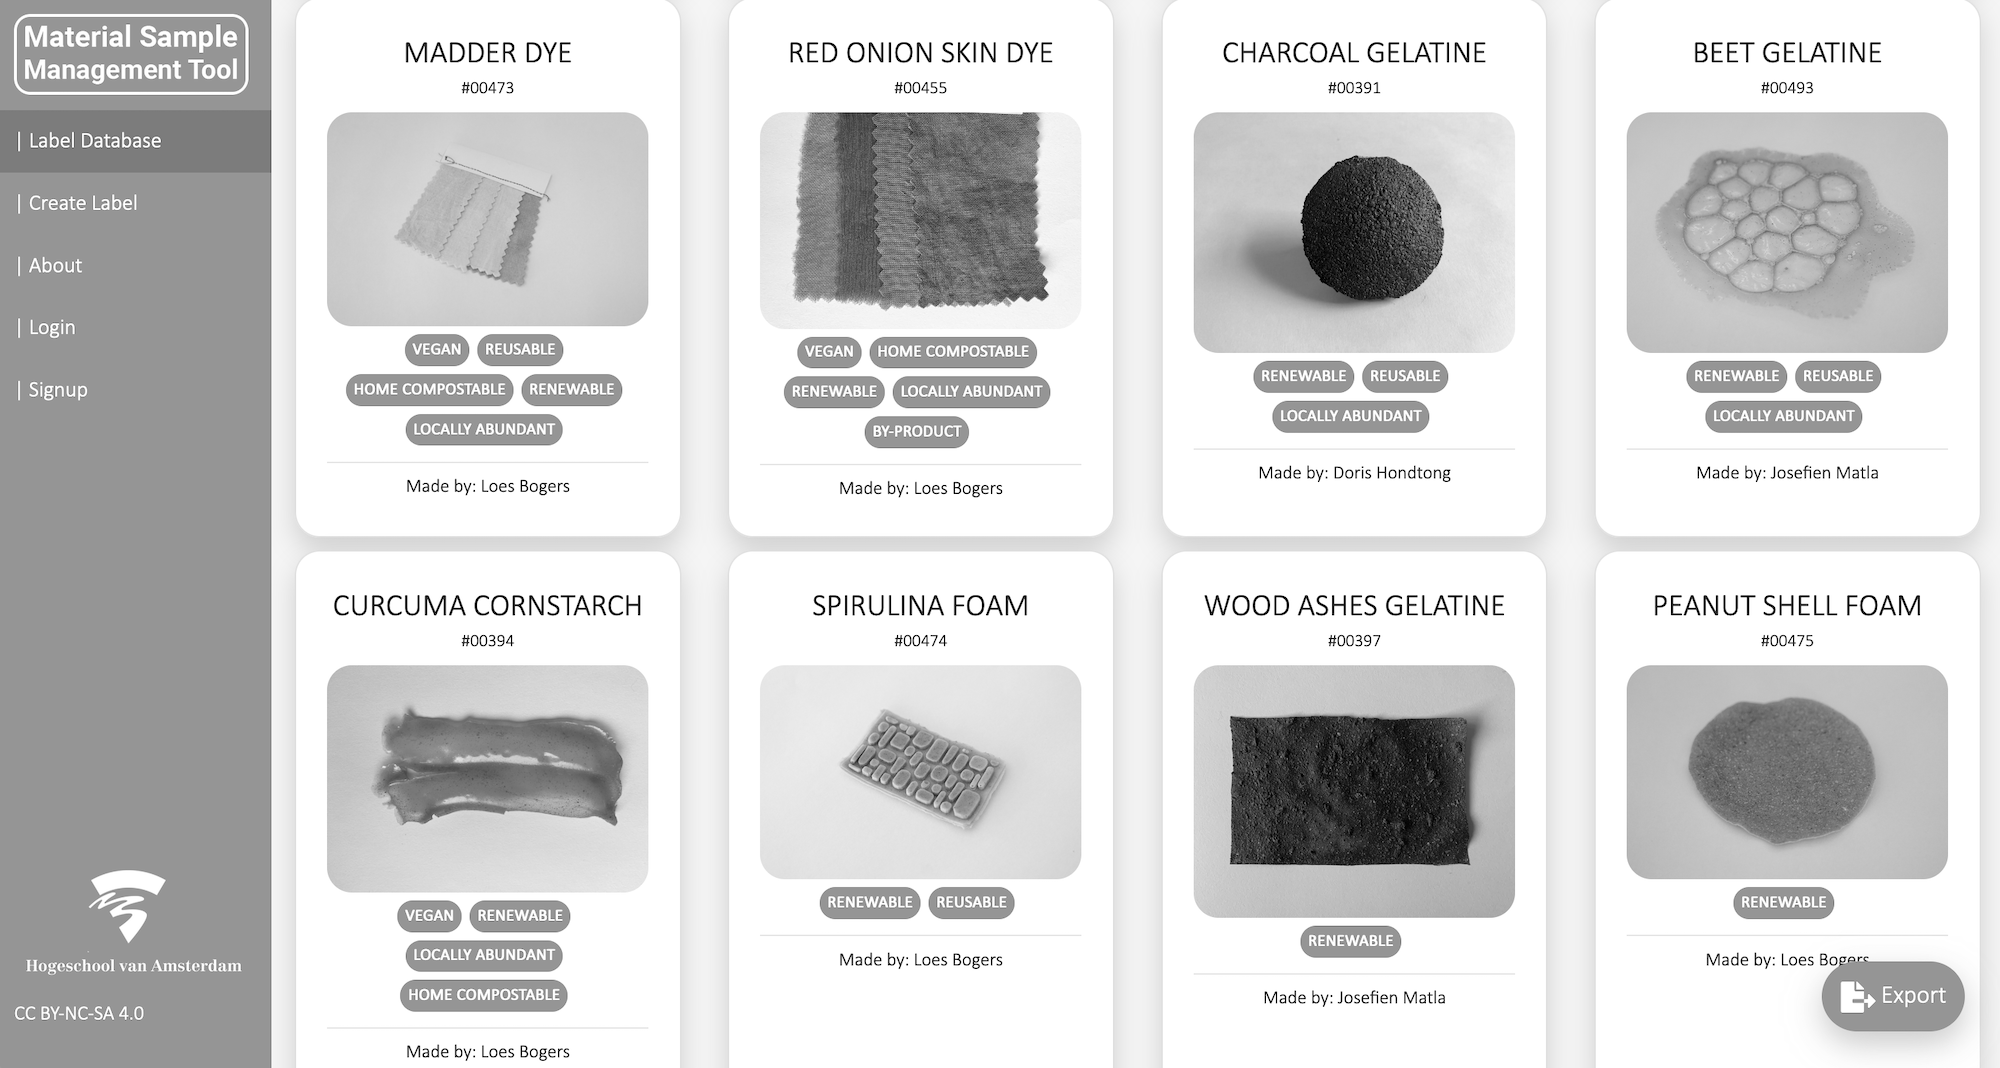 Material Sample
Management Tool
| Label Database
| Create Label
| About
| Login
| Signup
Hogeschool van Amsterdam
CC BY-NC-SA 4.0
MADDER DYE
#00473
VEGAN REUSABLE
HOME COMPOSTABLE RENEWABLE
LOCALLY ABUNDANT
Made by: Loes Bogers
RED ONION SKIN DYE
#00455
VEGAN HOME COMPOSTABLE
RENEWABLE LOCALLY ABUNDANT
BY-PRODUCT
Made by: Loes Bogers
CHARCOAL GELATINE
#00391
RENEWABLE REUSABLE
LOCALLY ABUNDANT
Made by: Doris Hondtong
BEET GELATINE
#00493
RENEWABLE REUSABLE
LOCALLY ABUNDANT
Made by: Josefien Matla
CURCUMA CORNSTARCH
#00394
VEGAN RENEWABLE
LOCALLY ABUNDANT
HOME COMPOSTABLE
Made by: Loes Bogers
SPIRULINA FOAM
#00474
RENEWABLE REUSABLE
Made by: Loes Bogers
WOOD ASHES GELATINE
#00397
RENEWABLE
Made by: Josefien Matla
PEANUT SHELL FOAM
#00475
RENEWABLE
Made by: Loes Bogers
Export